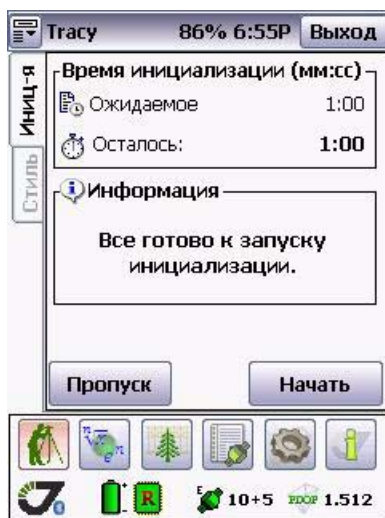 Tracy 86% 6:55P Выход
Иниц-я
Стиль
Время инициализации (мм:сс)
Ожидаемое 1:00
Осталось: 1:00
Информация
Все готово к запуску
инициализации.
Пропуск Начать
0 R E 10+5 PDOP 1.512